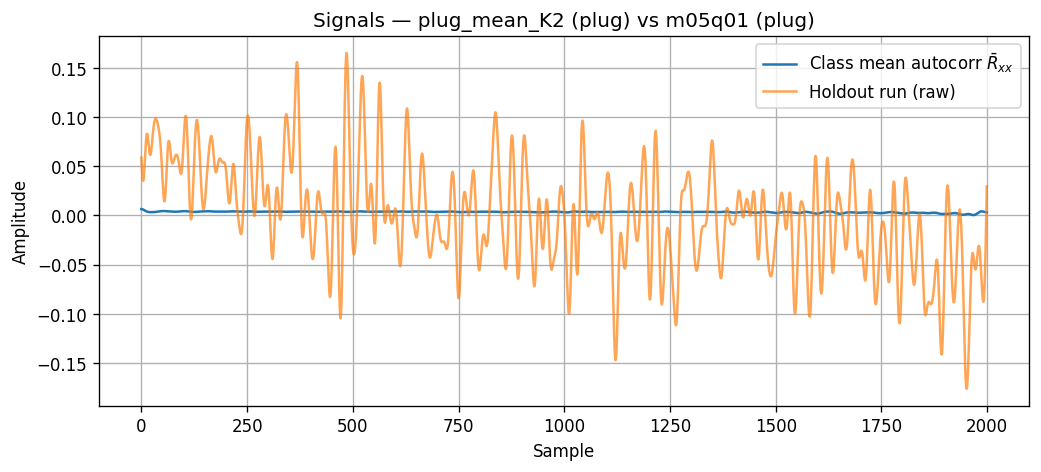 Signals — plug_mean_K2 (plug) vs m05q01 (plug)
Class mean autocorr R̄xx
Holdout run (raw)
Amplitude
0.15
0.10
0.05
0.00
−0.05
−0.10
−0.15
0 250 500 750 1000 1250 1500 1750 2000
Sample